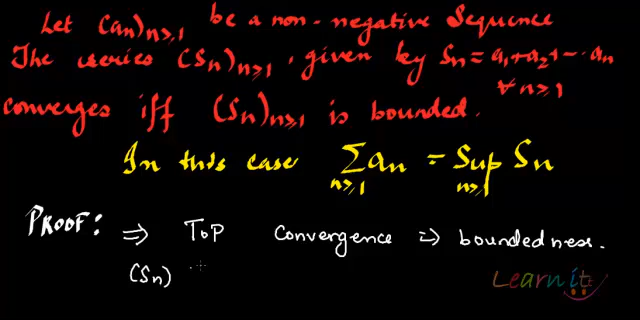 Let (an)n≥1 be a non-negative Sequence
The series (Sn)n≥1, given by Sn = a1+a2+--an
∀ n≥1
converges iff (Sn)n≥1 is bounded.
In this case ∑n≥1 an = Sup n≥1 Sn
PROOF: ⇒ ToP Convergence ⇒ boundedness.
(Sn)
Learnit